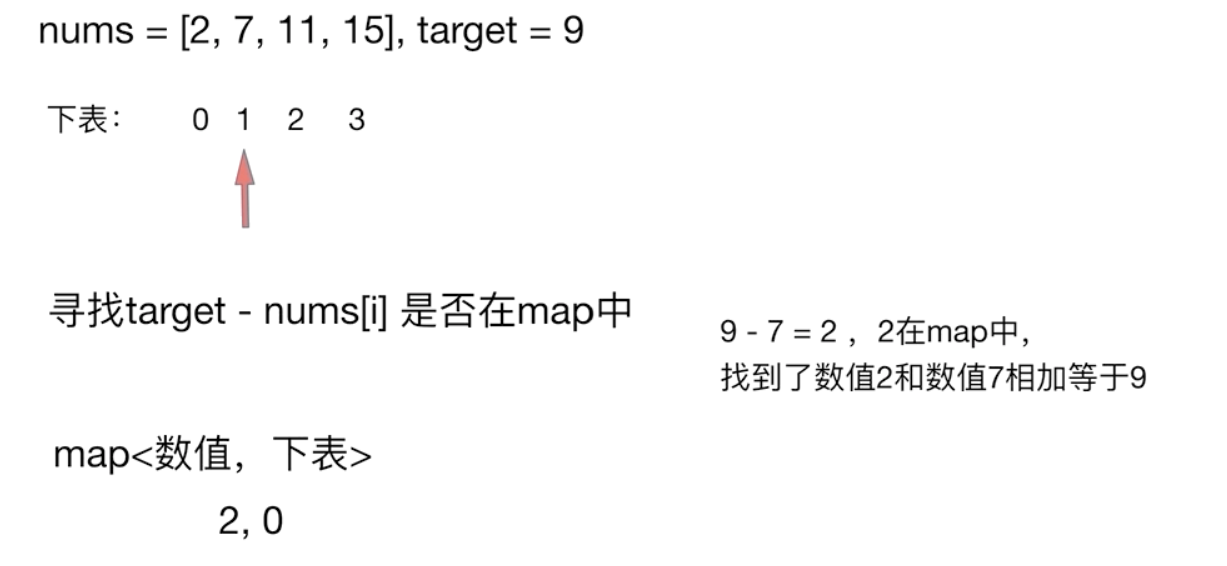 nums = [2, 7, 11, 15], target = 9
下表： 0 1 2 3
寻找target - nums[i] 是否在map中
9 - 7 = 2 ，2在map中，
找到了数值2和数值7相加等于9
map<数值，下表>
2, 0